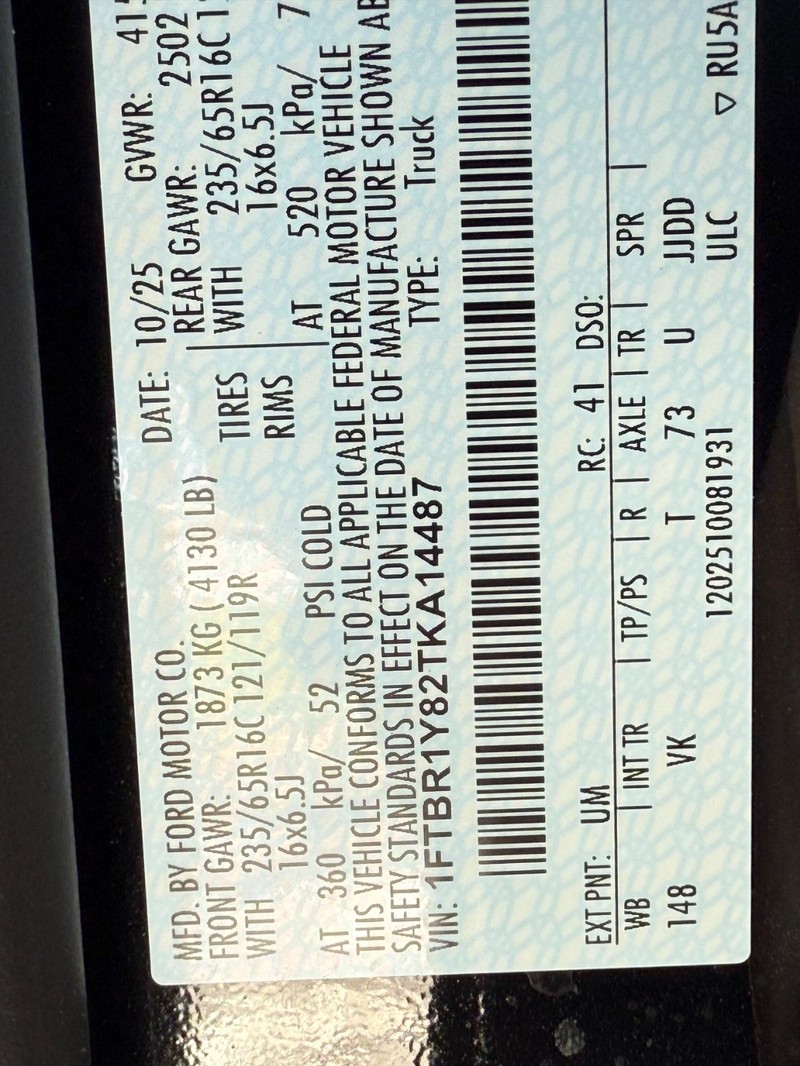 MFD. BY FORD MOTOR CO.
DATE: 10/25 GVWR:
FRONT GAWR: 1873 KG ( 4130 LB) REAR GAWR: 2502
WITH 235/65R16C 121/119R TIRES WITH 235/65R16C
16x6.5J RIMS 16x6.5J
AT 360 kPa/ 52 PSI COLD AT 520 kPa/ 7
THIS VEHICLE CONFORMS TO ALL APPLICABLE FEDERAL MOTOR VEHICLE
SAFETY STANDARDS IN EFFECT ON THE DATE OF MANUFACTURE SHOWN AB
VIN: 1FTBR1Y82TKA14487 TYPE: Truck
EXT PNT: UM RC: 41 DSO:
WB | INT TR | TP/PS | R | AXLE | TR | SPR |
148 VK T 73 U JJDD
1202510081931 ULC
▽ RU5A